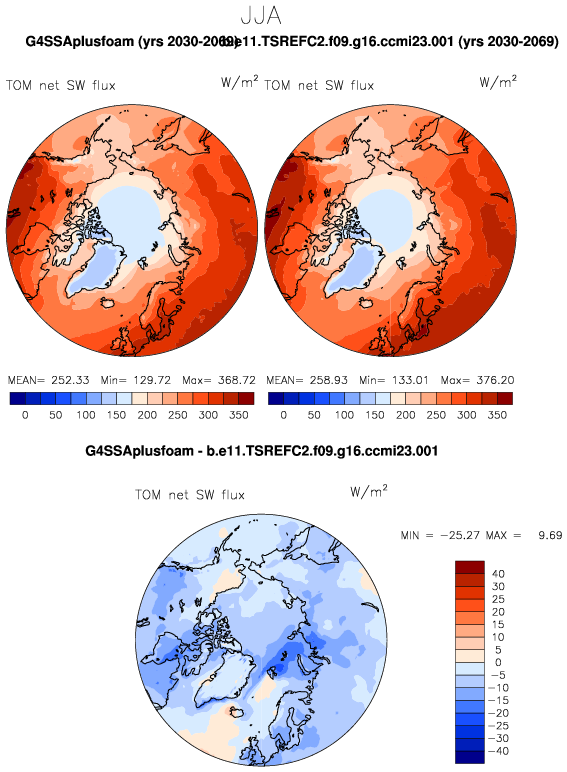 JJA
G4SSAplusfoam (yrs 2030-2069) b.e11.TSREFC2.f09.g16.ccmi23.001 (yrs 2030-2069)
TOM net SW flux W/m² TOM net SW flux W/m²
MEAN= 252.33 Min= 129.72 Max= 368.72 MEAN= 258.93 Min= 133.01 Max= 376.20
0 50 100 150 200 250 300 350 0 50 100 150 200 250 300 350
G4SSAplusfoam - b.e11.TSREFC2.f09.g16.ccmi23.001
TOM net SW flux W/m²
MIN = -25.27 MAX = 9.69
40
30
25
20
15
10
5
0
-5
-10
-15
-20
-25
-30
-40